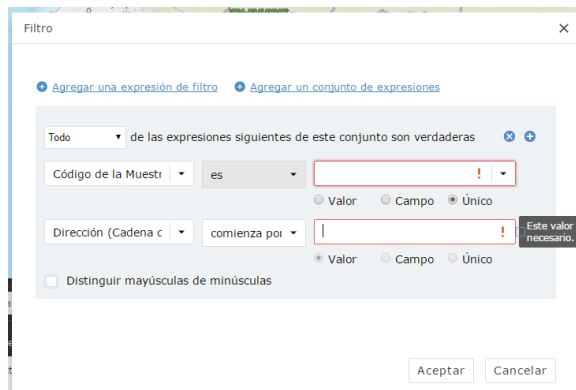 Filtro
Agregar una expresión de filtro Agregar un conjunto de expresiones
Todo de las expresiones siguientes de este conjunto son verdaderas
Código de la Muestr es !
Valor Campo Único
Dirección (Cadena c comienza por ! Este valor
necesario.
Valor Campo Único
Distinguir mayúsculas de minúsculas
Aceptar Cancelar